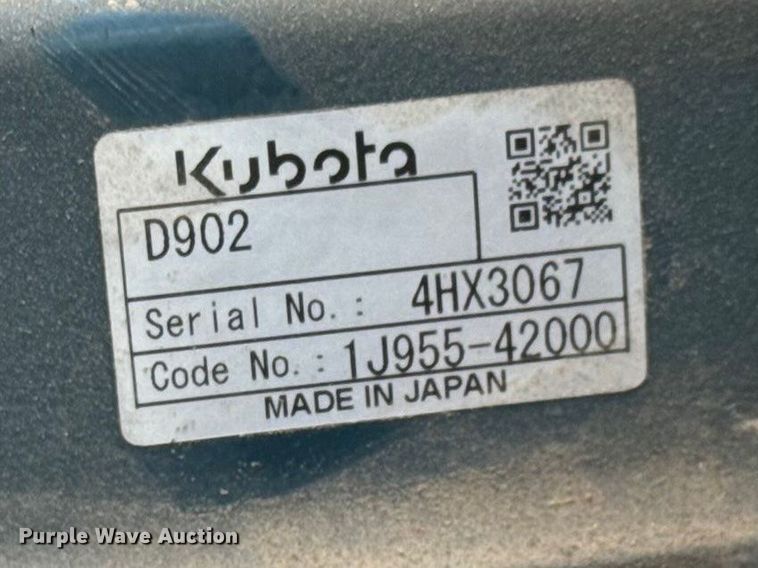 Kubota
D902
Serial No. : 4HX3067
Code No. : 1J955-42000
MADE IN JAPAN
Purple Wave Auction